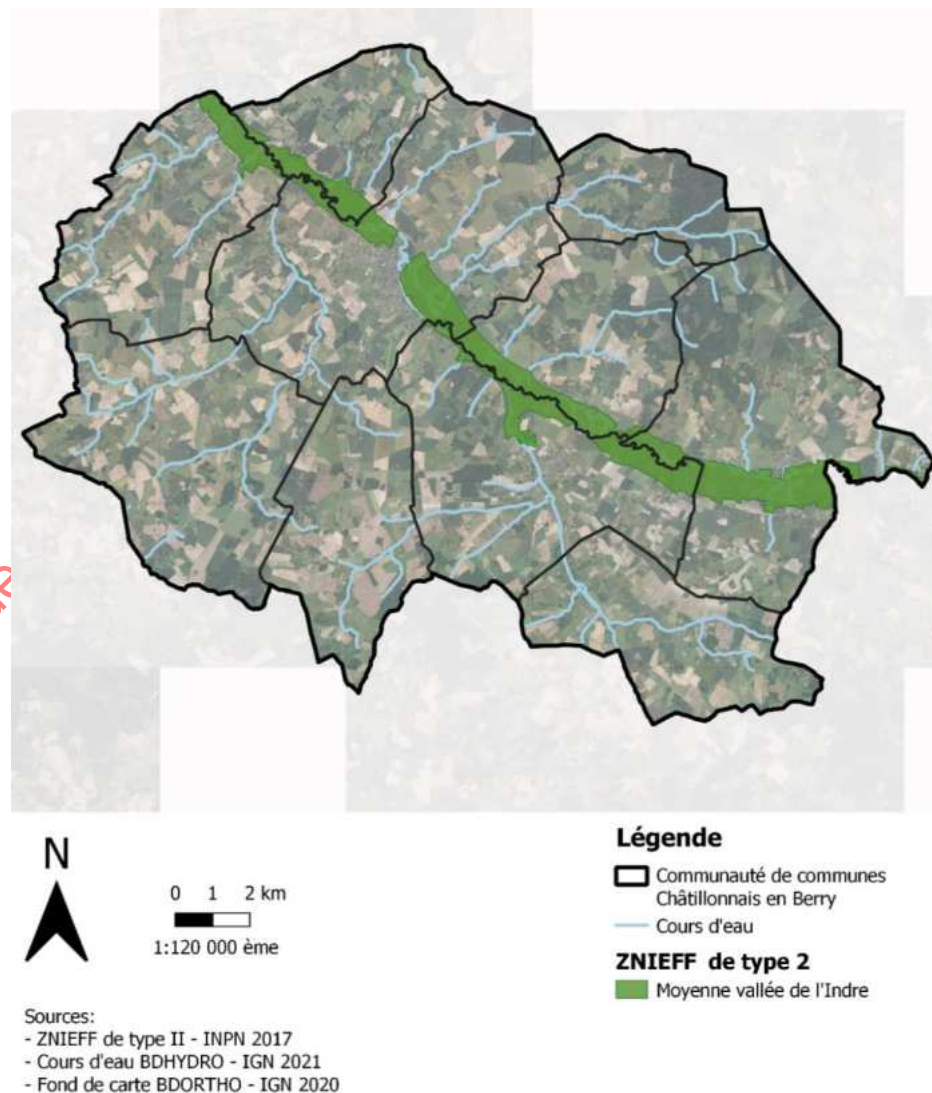 N
0 1 2 km
1:120 000 ème
Légende
Communauté de communes
Châtillonnais en Berry
Cours d'eau
ZNIEFF de type 2
Moyenne vallée de l'Indre
Sources:
- ZNIEFF de type II - INPN 2017
- Cours d'eau BDHYDRO - IGN 2021
- Fond de carte BDORTHO - IGN 2020